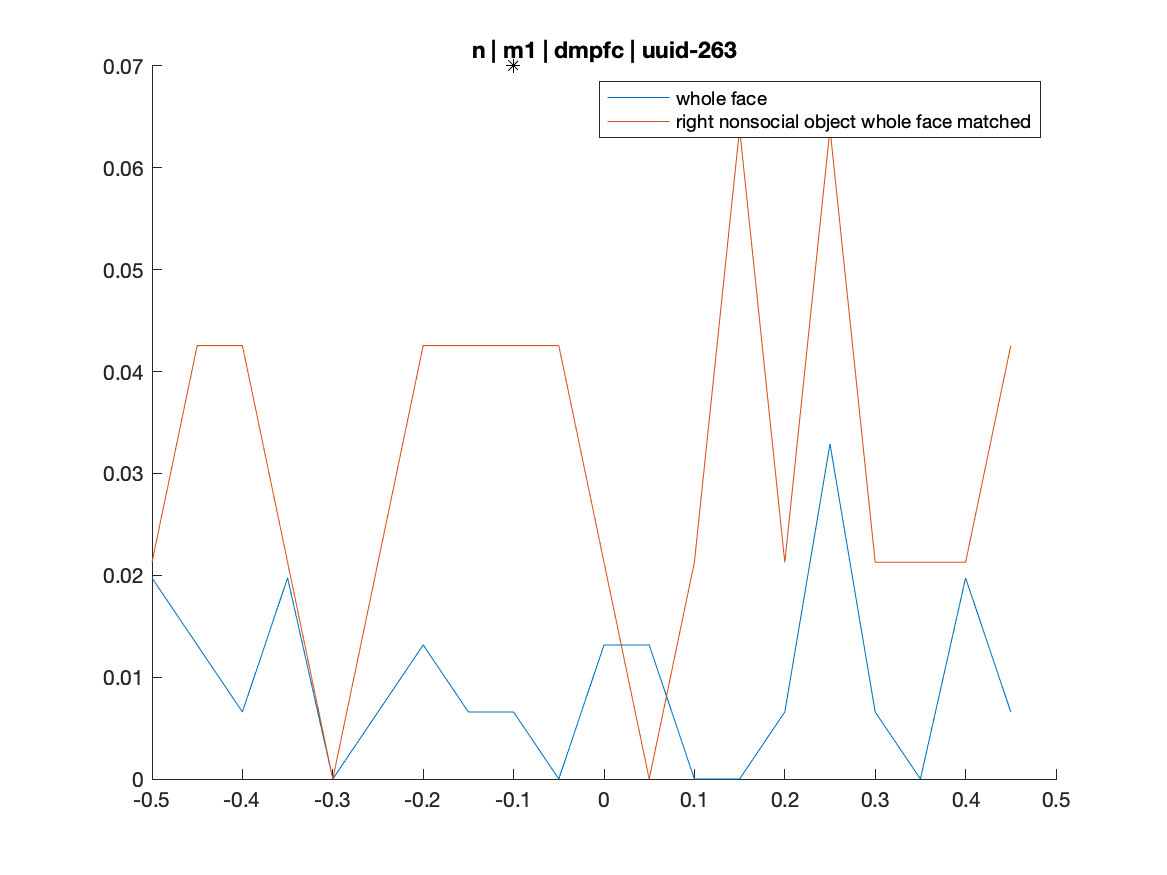 n | m1 | dmpfc | uuid-263
0.07
0.06
0.05
0.04
0.03
0.02
0.01
0
whole face
right nonsocial object whole face matched
-0.5 -0.4 -0.3 -0.2 -0.1 0 0.1 0.2 0.3 0.4 0.5